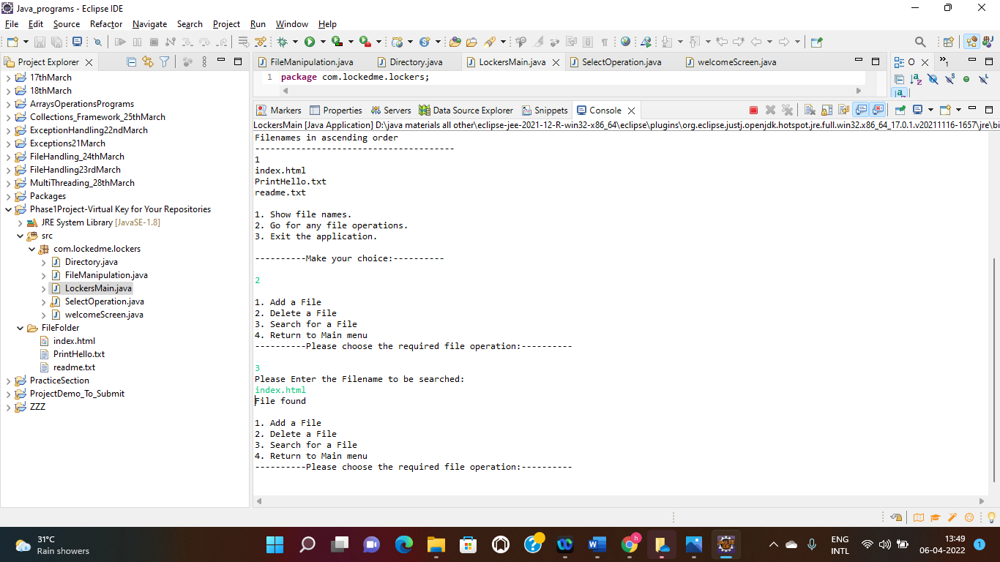 Java_programs - Eclipse IDE
File Edit Source Refactor Navigate Search Project Run Window Help
Project Explorer
17thMarch
18thMarch
ArraysOperationsPrograms
Collections_Framework_25thMarch
ExceptionHandling22ndMarch
Exceptions21March
FileHandling_24thMarch
FileHandling23rdMarch
MultiThreading_28thMarch
Packages
Phase1Project-Virtual Key for Your Repositories
JRE System Library [JavaSE-1.8]
src
com.lockedme.lockers
Directory.java
FileManipulation.java
LockersMain.java
SelectOperation.java
welcomeScreen.java
FileFolder
index.html
PrintHello.txt
readme.txt
PracticeSection
ProjectDemo_To_Submit
ZZZ
FileManipulation.java Directory.java LockersMain.java SelectOperation.java welcomeScreen.java
1 package com.lockedme.lockers;
O
Markers Properties Servers Data Source Explorer Snippets Console
LockersMain [Java Application] D:\java materials all other\eclipse-jee-2021-12-R-win32-x86_64\eclipse\plugins\org.eclipse.justj.openjdk.hotspot.jre.full.win32.x86_64_17.0.1.v20211116-1657\jre\bi
Filenames in ascending order
---------------------------------------
1
index.html
PrintHello.txt
readme.txt
1. Show file names.
2. Go for any file operations.
3. Exit the application.
----------Make your choice:----------
2
1. Add a File
2. Delete a File
3. Search for a File
4. Return to Main menu
----------Please choose the required file operation:----------
3
Please Enter the Filename to be searched:
index.html
File found
1. Add a File
2. Delete a File
3. Search for a File
4. Return to Main menu
----------Please choose the required file operation:----------
31°C
Rain showers
ENG
INTL
13:49
06-04-2022
1